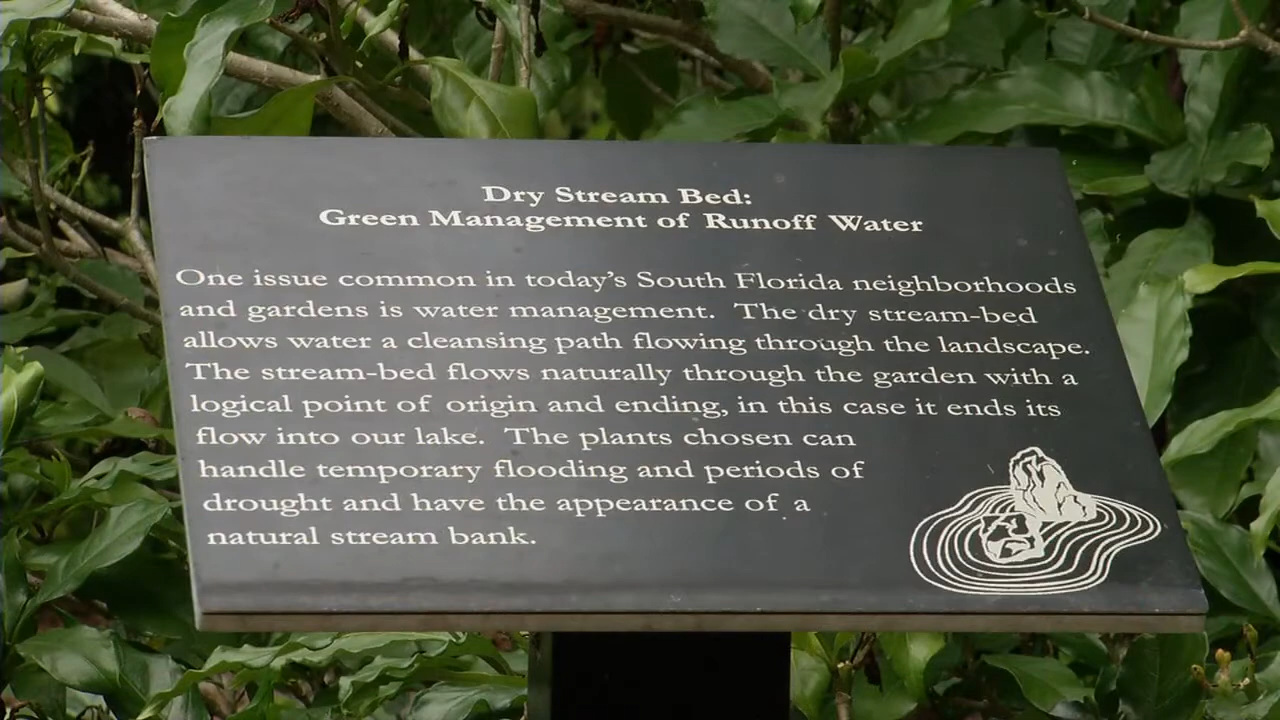 Dry Stream Bed:
Green Management of Runoff Water
One issue common in today's South Florida neighborhoods
and gardens is water management. The dry stream-bed
allows water a cleansing path flowing through the landscape.
The stream-bed flows naturally through the garden with a
logical point of origin and ending, in this case it ends its
flow into our lake. The plants chosen can
handle temporary flooding and periods of
drought and have the appearance of a
natural stream bank.